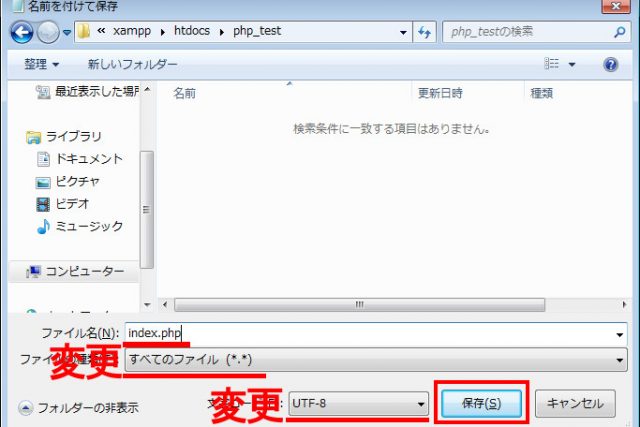 名前を付けて保存
« xampp ▸ htdocs ▸ php_test
php_testの検索
整理 新しいフォルダー
最近表示した場所
名前 更新日時 種類
検索条件に一致する項目はありません。
ライブラリ
ドキュメント
ピクチャ
ビデオ
ミュージック
コンピューター
ファイル名(N): index.php
変更 すべてのファイル (*.*)
変更 UTF-8
保存(S) キャンセル
フォルダーの非表示